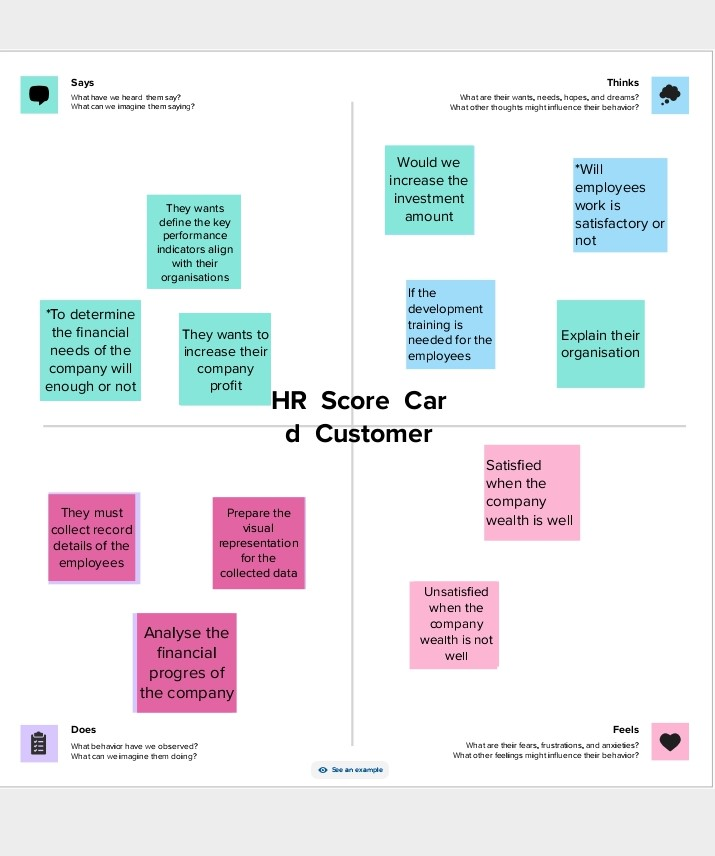 Says
What have we heard them say?
What can we imagine them saying?
Thinks
What are their wants, needs, hopes, and dreams?
What other thoughts might influence their behavior?
They wants
define the key
performance
indicators align
with their
organisations
*To determine
the financial
needs of the
company will
enough or not
They wants to
increase their
company
profit
Would we
increase the
investment
amount
*Will
employees
work is
satisfactory or
not
If the
development
training is
needed for the
employees
Explain their
organisation
HR Score Car
d Customer
They must
collect record
details of the
employees
Prepare the
visual
representation
for the
collected data
Analyse the
financial
progres of
the company
Satisfied
when the
company
wealth is well
Unsatisfied
when the
company
wealth is not
well
Does
What behavior have we observed?
What can we imagine them doing?
Feels
What are their fears, frustrations, and anxieties?
What other feelings might influence their behavior?
See an example